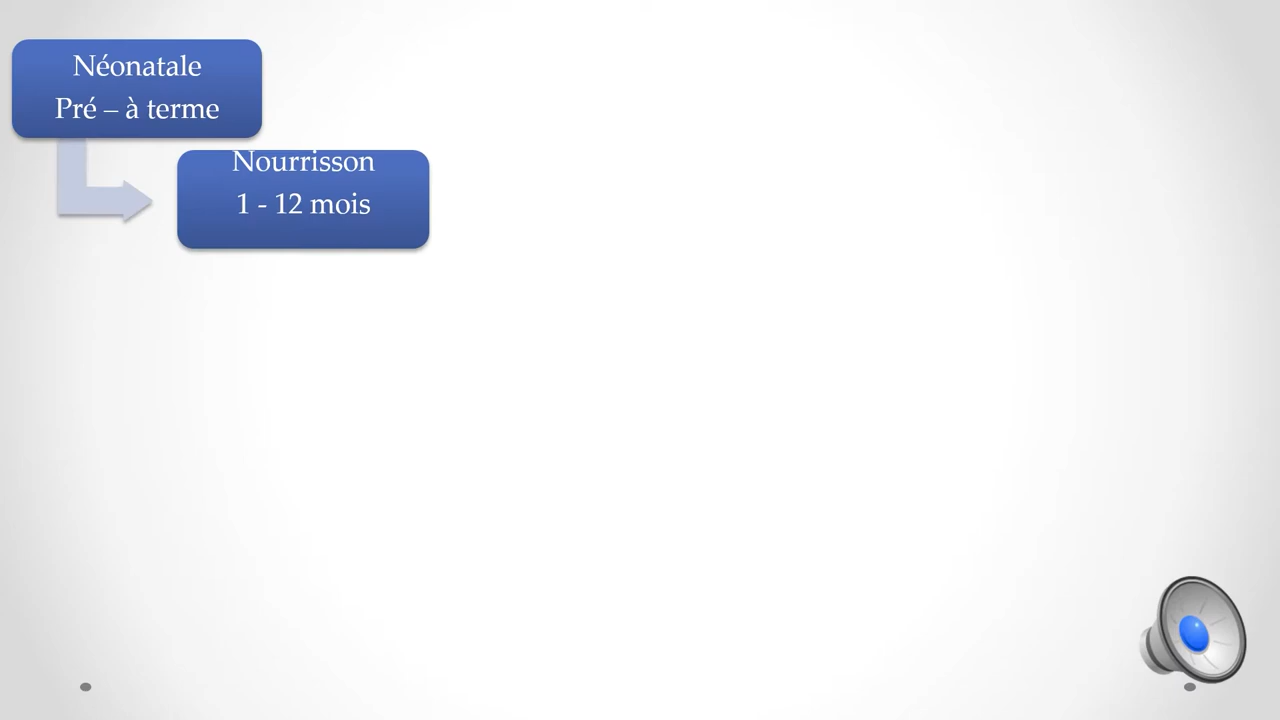 Néonatale
Pré – à terme
Nourrisson
1 - 12 mois